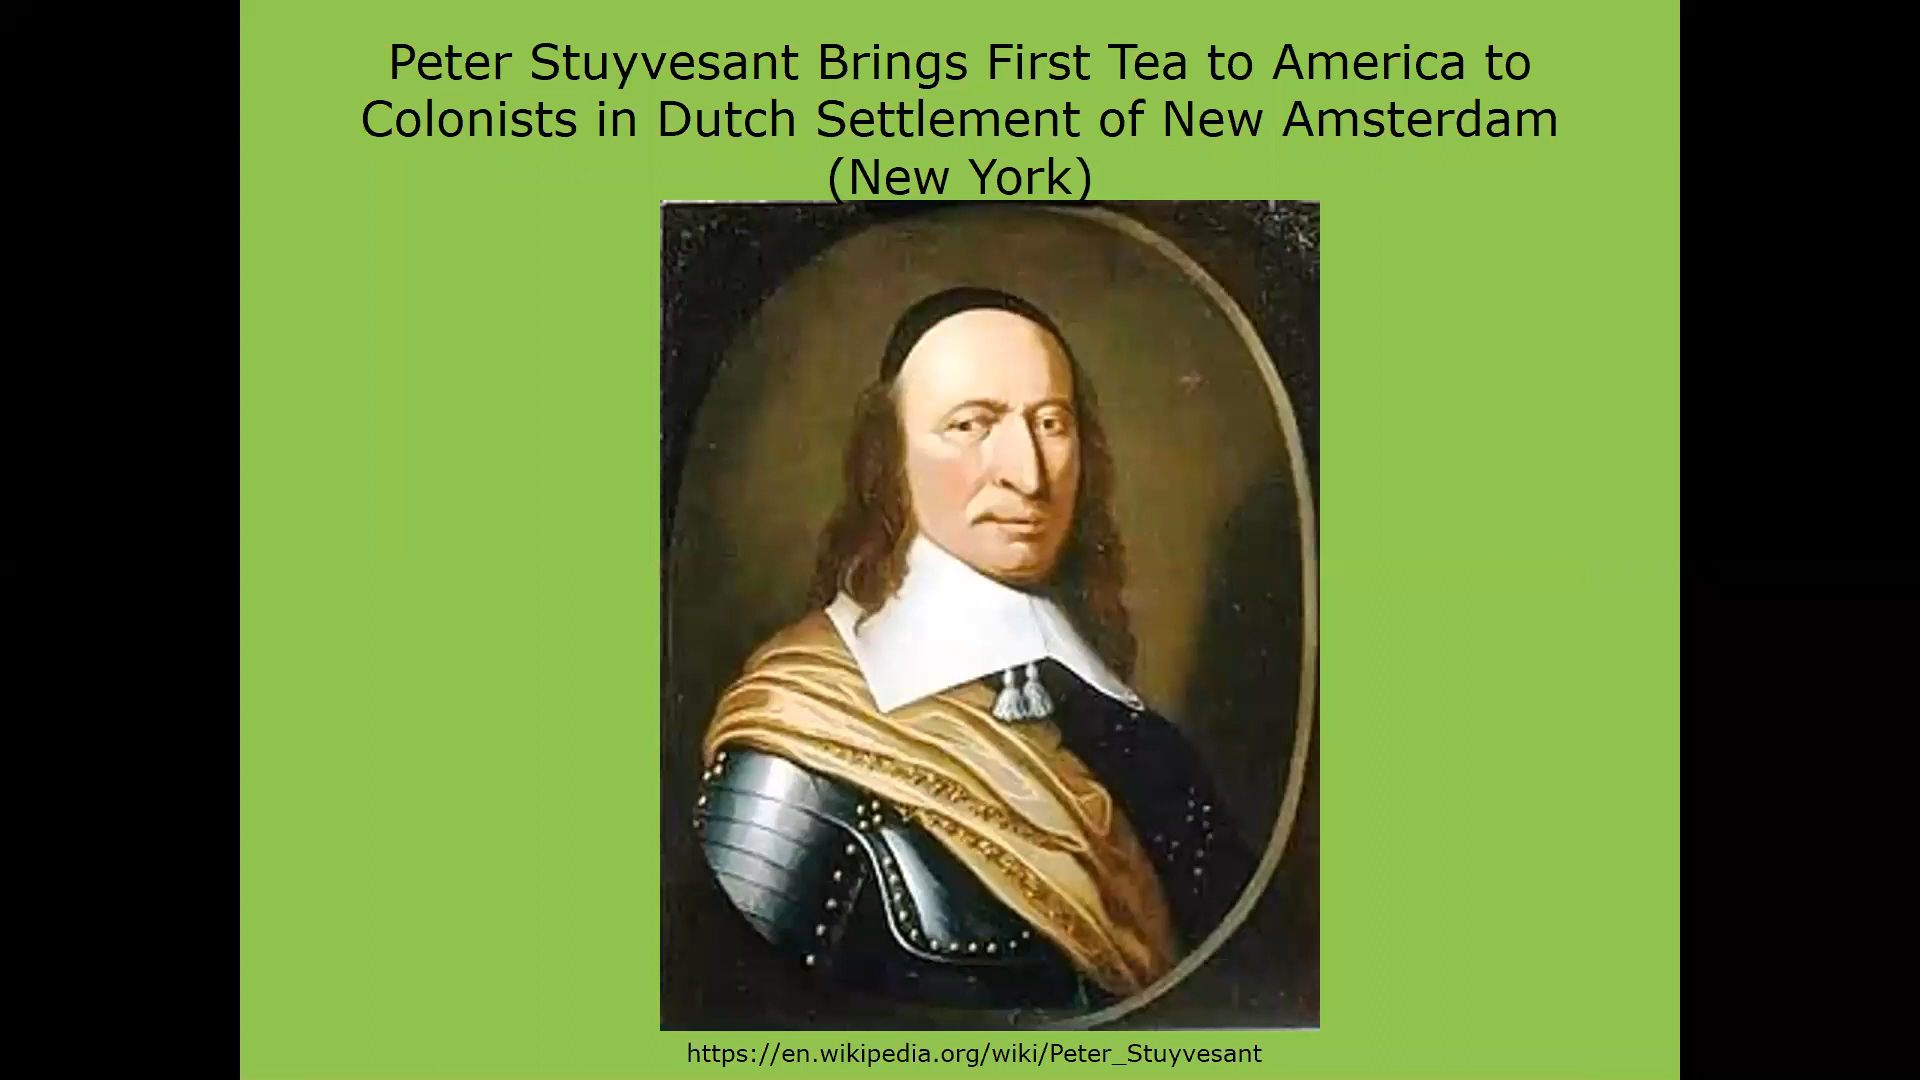 Peter Stuyvesant Brings First Tea to America to
Colonists in Dutch Settlement of New Amsterdam
(New York)
https://en.wikipedia.org/wiki/Peter_Stuyvesant